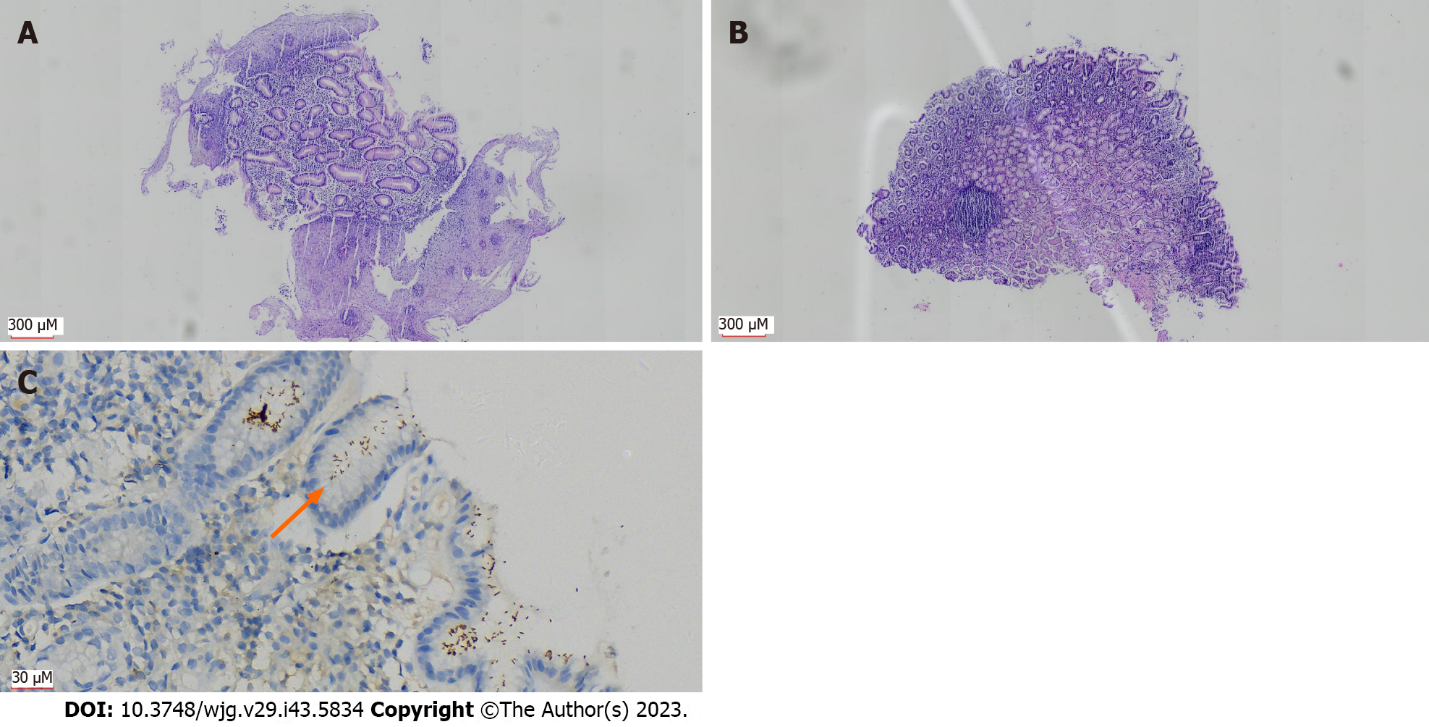 A
B
300 µM
300 µM
C
30 µM
DOI: 10.3748/wjg.v29.i43.5834 Copyright ©The Author(s) 2023.